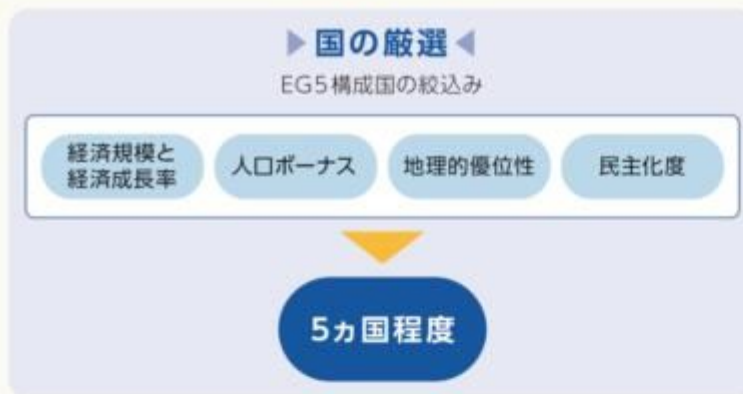 国の厳選
EG5構成国の絞込み
経済規模と
経済成長率
人口ボーナス
地理的優位性
民主化度
5ヵ国程度